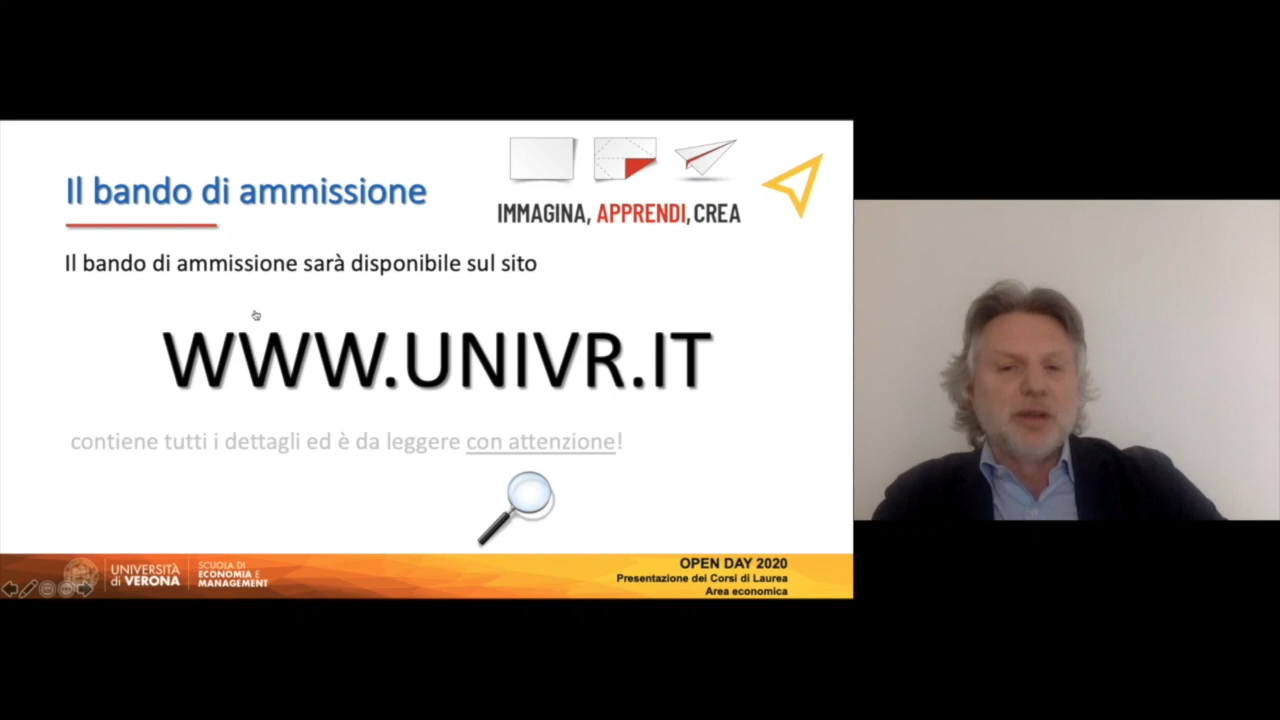 Il bando di ammissione
IMMAGINA, APPRENDI, CREA
Il bando di ammissione sarà disponibile sul sito
WWW.UNIVR.IT
contiene tutti i dettagli ed è da leggere con attenzione!
UNIVERSITÀ
di VERONA
SCUOLA DI
ECONOMIA E
MANAGEMENT
OPEN DAY 2020
Presentazione dei Corsi di Laurea
Area economica